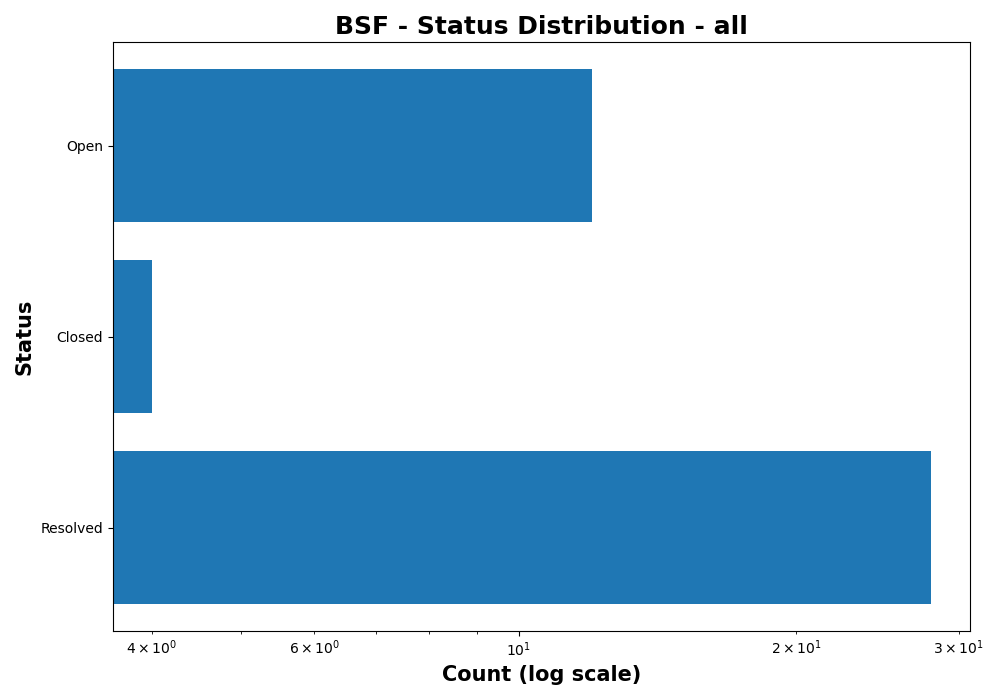 BSF - Status Distribution - all
Open
Closed
Resolved
Status
4 × 10⁰
6 × 10⁰
10¹
2 × 10¹
3 × 10¹
Count (log scale)